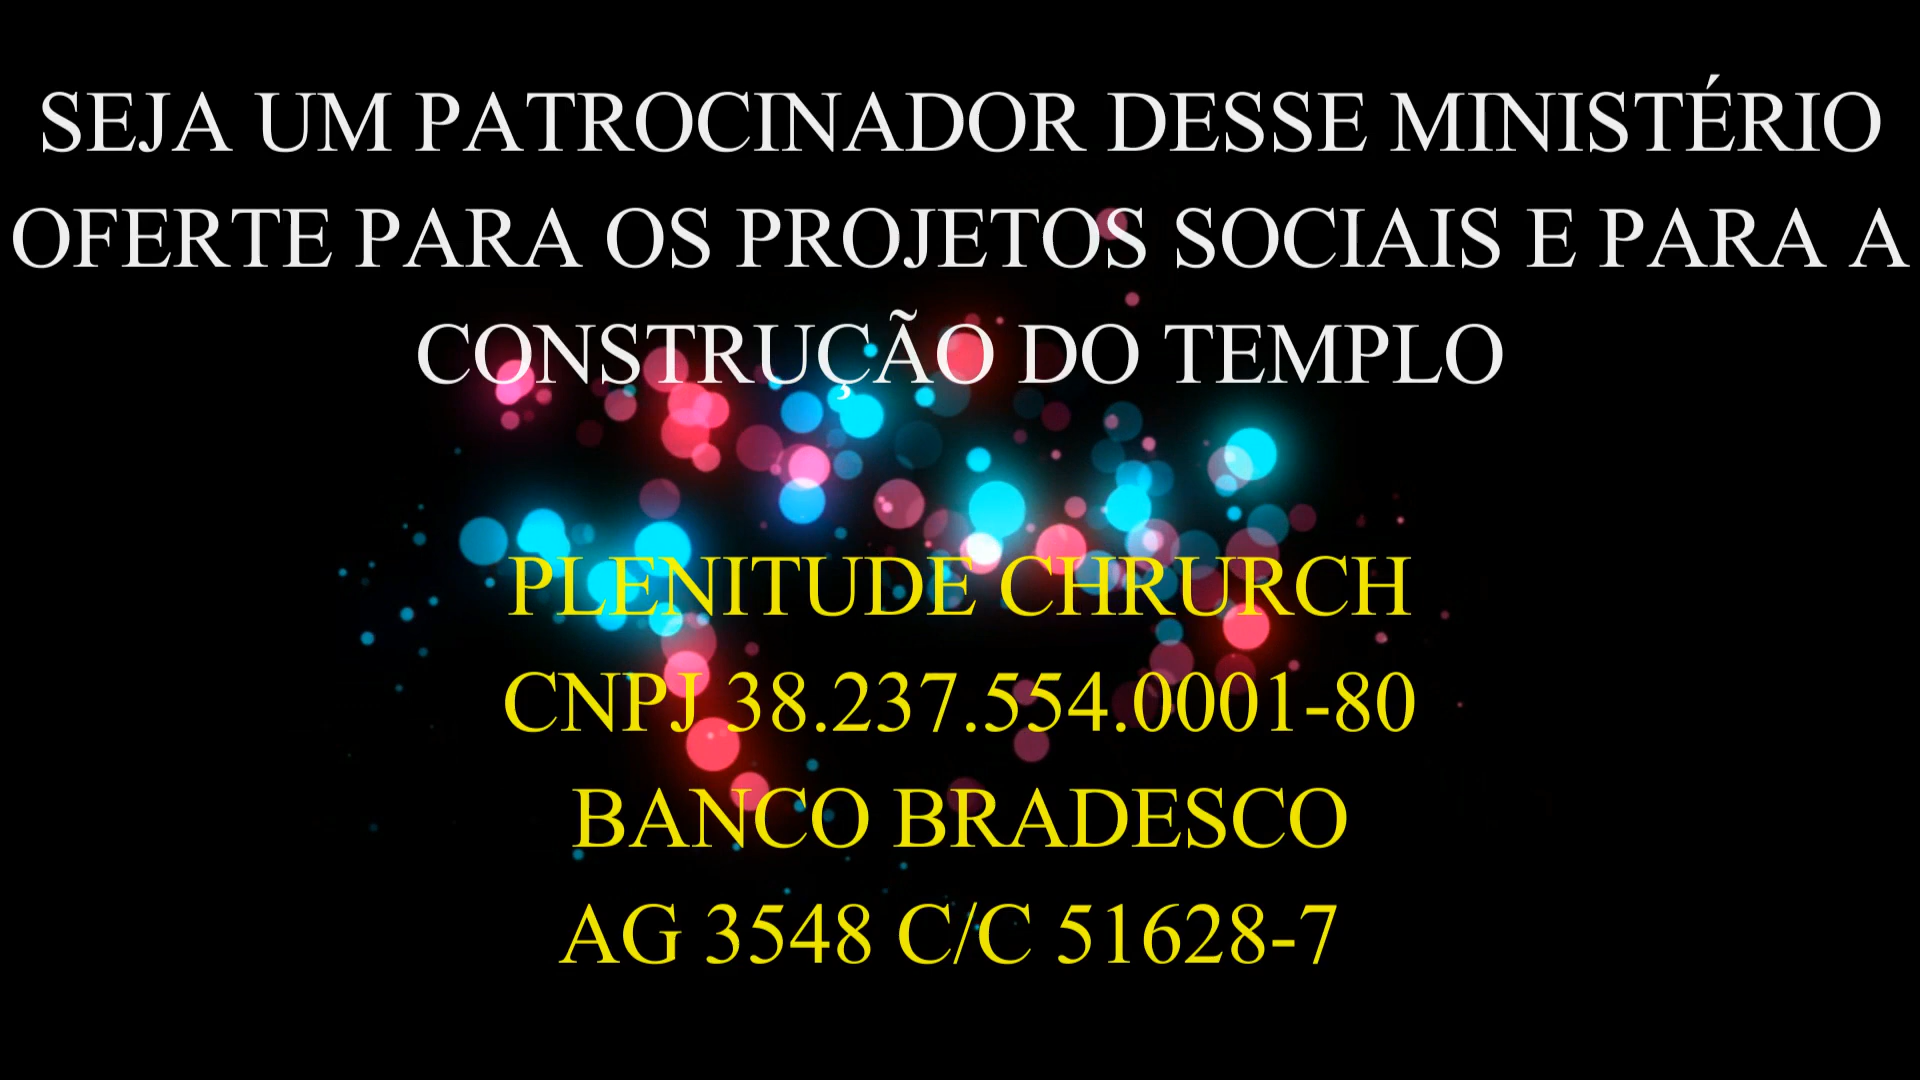 SEJA UM PATROCINADOR DESSE MINISTÉRIO
OFERTE PARA OS PROJETOS SOCIAIS E PARA A
CONSTRUÇÃO DO TEMPLO
PLENITUDE CHRURCH
CNPJ 38.237.554.0001-80
BANCO BRADESCO
AG 3548 C/C 51628-7